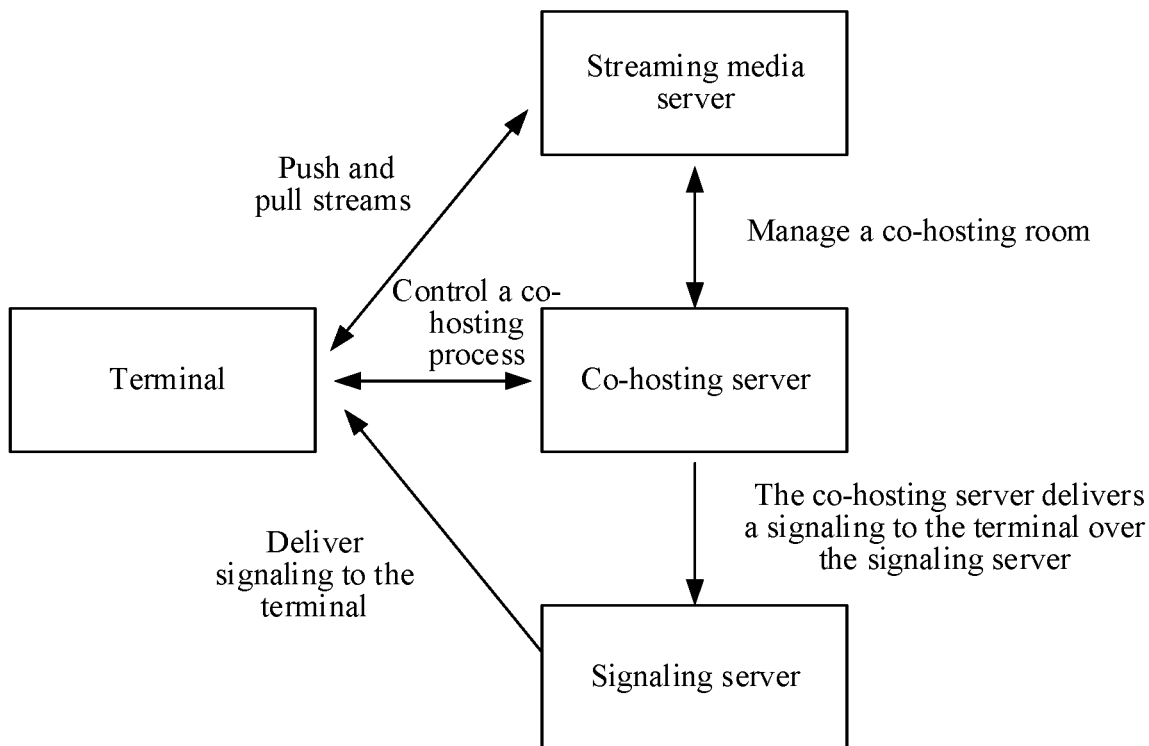 Streaming media
server
Push and
pull streams
Manage a co-hosting room
Control a co-
hosting
process
Terminal
Co-hosting server
The co-hosting server delivers
a signaling to the terminal over
the signaling server
Deliver
signaling to the
terminal
Signaling server